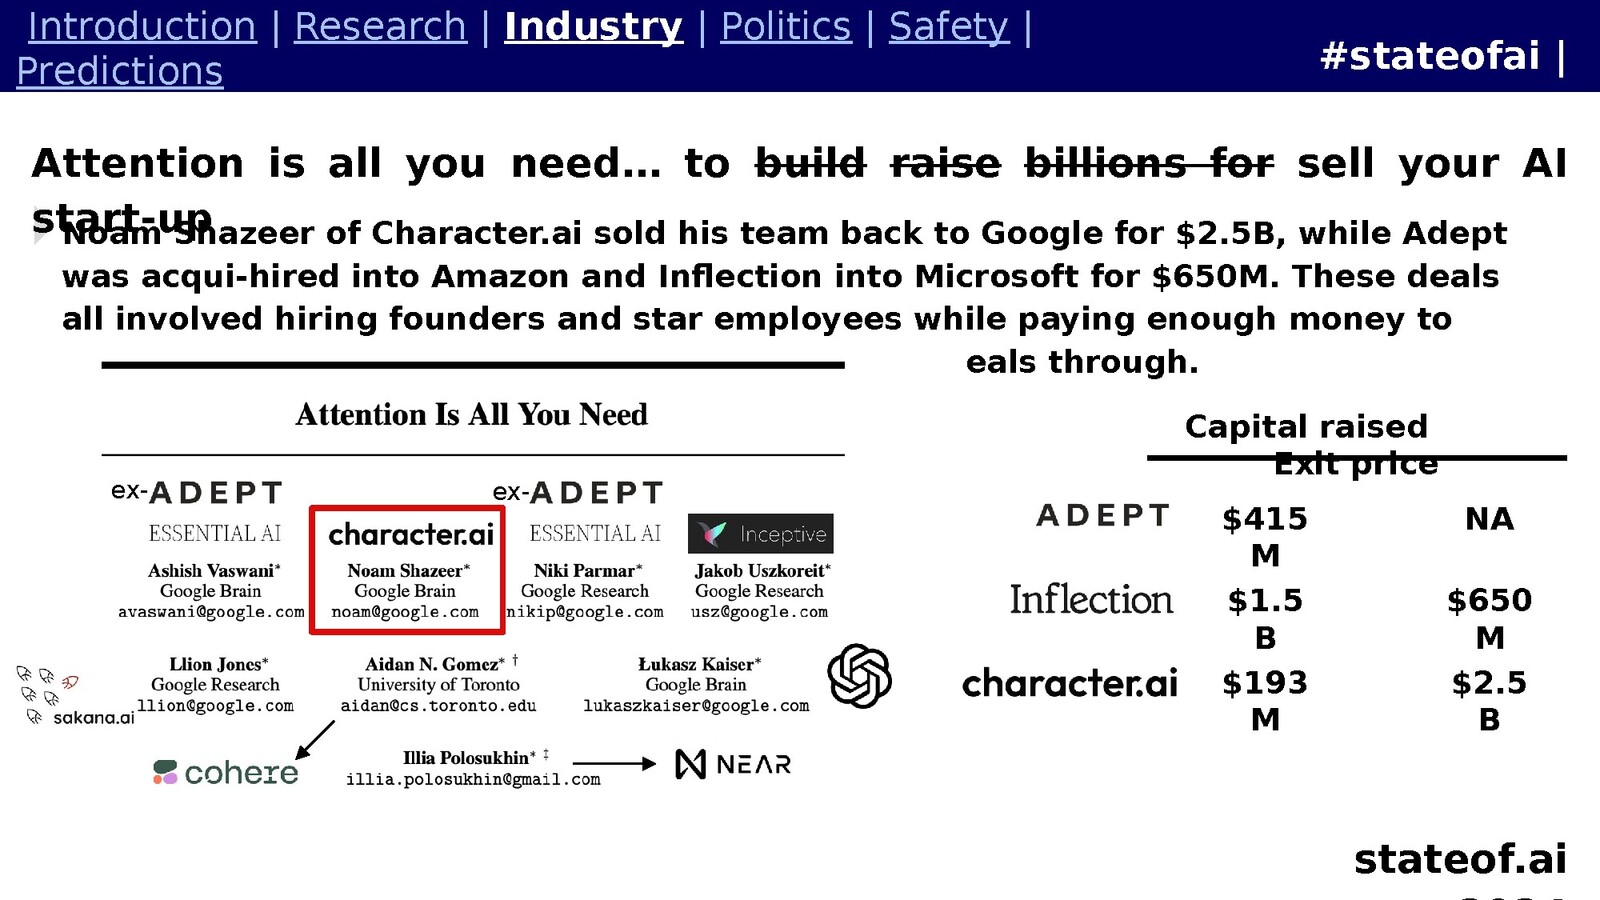 Introduction | Research | Industry | Politics | Safety |
Predictions
#stateofai |
Attention is all you need… to build raise billions for sell your AI
start-up
Noam Shazeer of Character.ai sold his team back to Google for $2.5B, while Adept
was acqui-hired into Amazon and Inflection into Microsoft for $650M. These deals
all involved hiring founders and star employees while paying enough money to
eals through.
Attention Is All You Need
ex-ADEPT
ESSENTIAL AI
Ashish Vaswani*
Google Brain
avaswani@google.com
character.ai
Noam Shazeer*
Google Brain
noam@google.com
ex-ADEPT
ESSENTIAL AI
Niki Parmar*
Google Research
nikip@google.com
Inceptive
Jakob Uszkoreit*
Google Research
usz@google.com
sakana.ai
Llion Jones*
Google Research
llion@google.com
Aidan N. Gomez* †
University of Toronto
aidan@cs.toronto.edu
Łukasz Kaiser*
Google Brain
lukaszkaiser@google.com
cohere
Illia Polosukhin* ‡
illia.polosukhin@gmail.com
NEAR
Capital raised
Exit price
ADEPT
$415
M
NA
Inflection
$1.5
B
$650
M
character.ai
$193
M
$2.5
B
stateof.ai